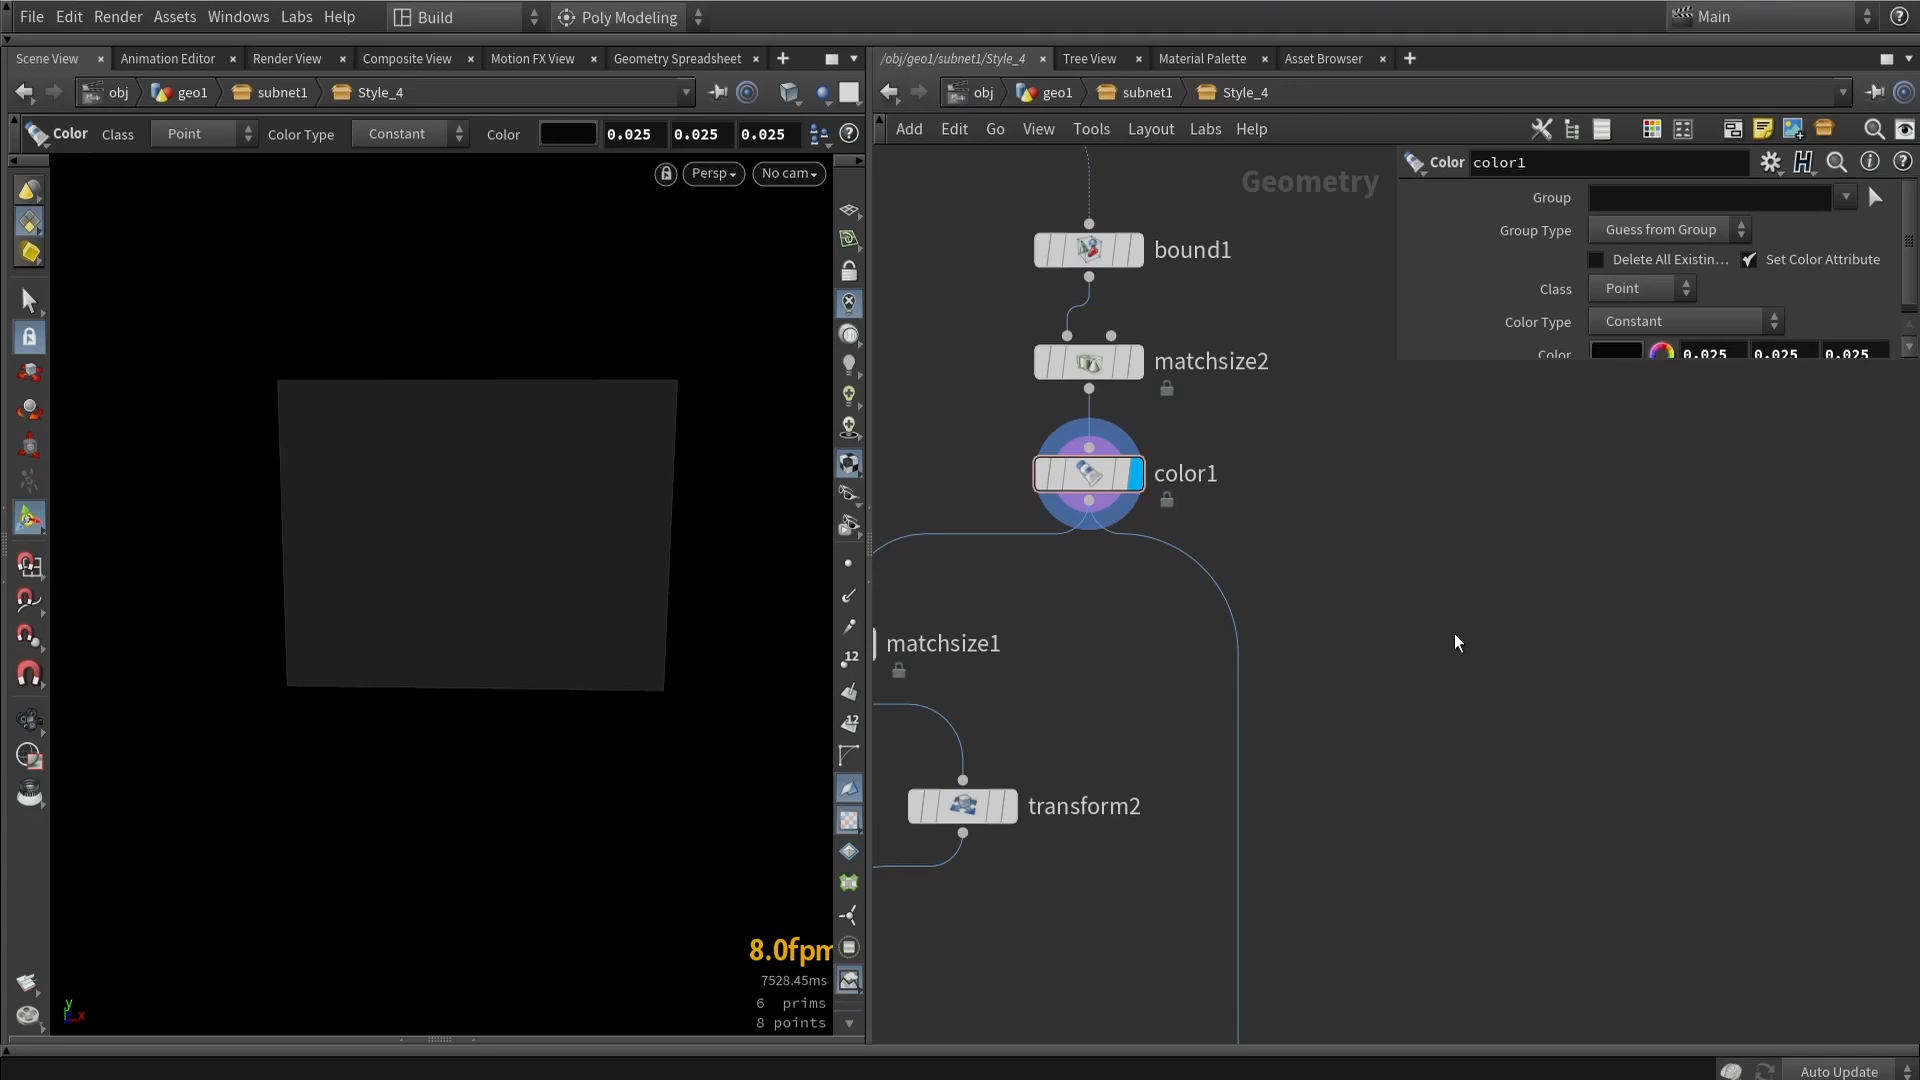 File Edit Render Assets Windows Labs Help Build Poly Modeling Main
Scene View Animation Editor Render View Composite View Motion FX View Geometry Spreadsheet
/obj/geo1/subnet1/Style_4 Tree View Material Palette Asset Browser
obj geo1 subnet1 Style_4
obj geo1 subnet1 Style_4
Color Class Point Color Type Constant Color 0.025 0.025 0.025
Add Edit Go View Tools Layout Labs Help
Persp No cam
Geometry
Color color1
Group
Group Type Guess from Group
Delete All Existin... Set Color Attribute
Class Point
Color Type Constant
Color 0.025 0.025 0.025
bound1
matchsize2
color1
matchsize1
transform2
12
12
8.0fpm
7528.45ms
6 prims
8 points
y
x
Auto Update